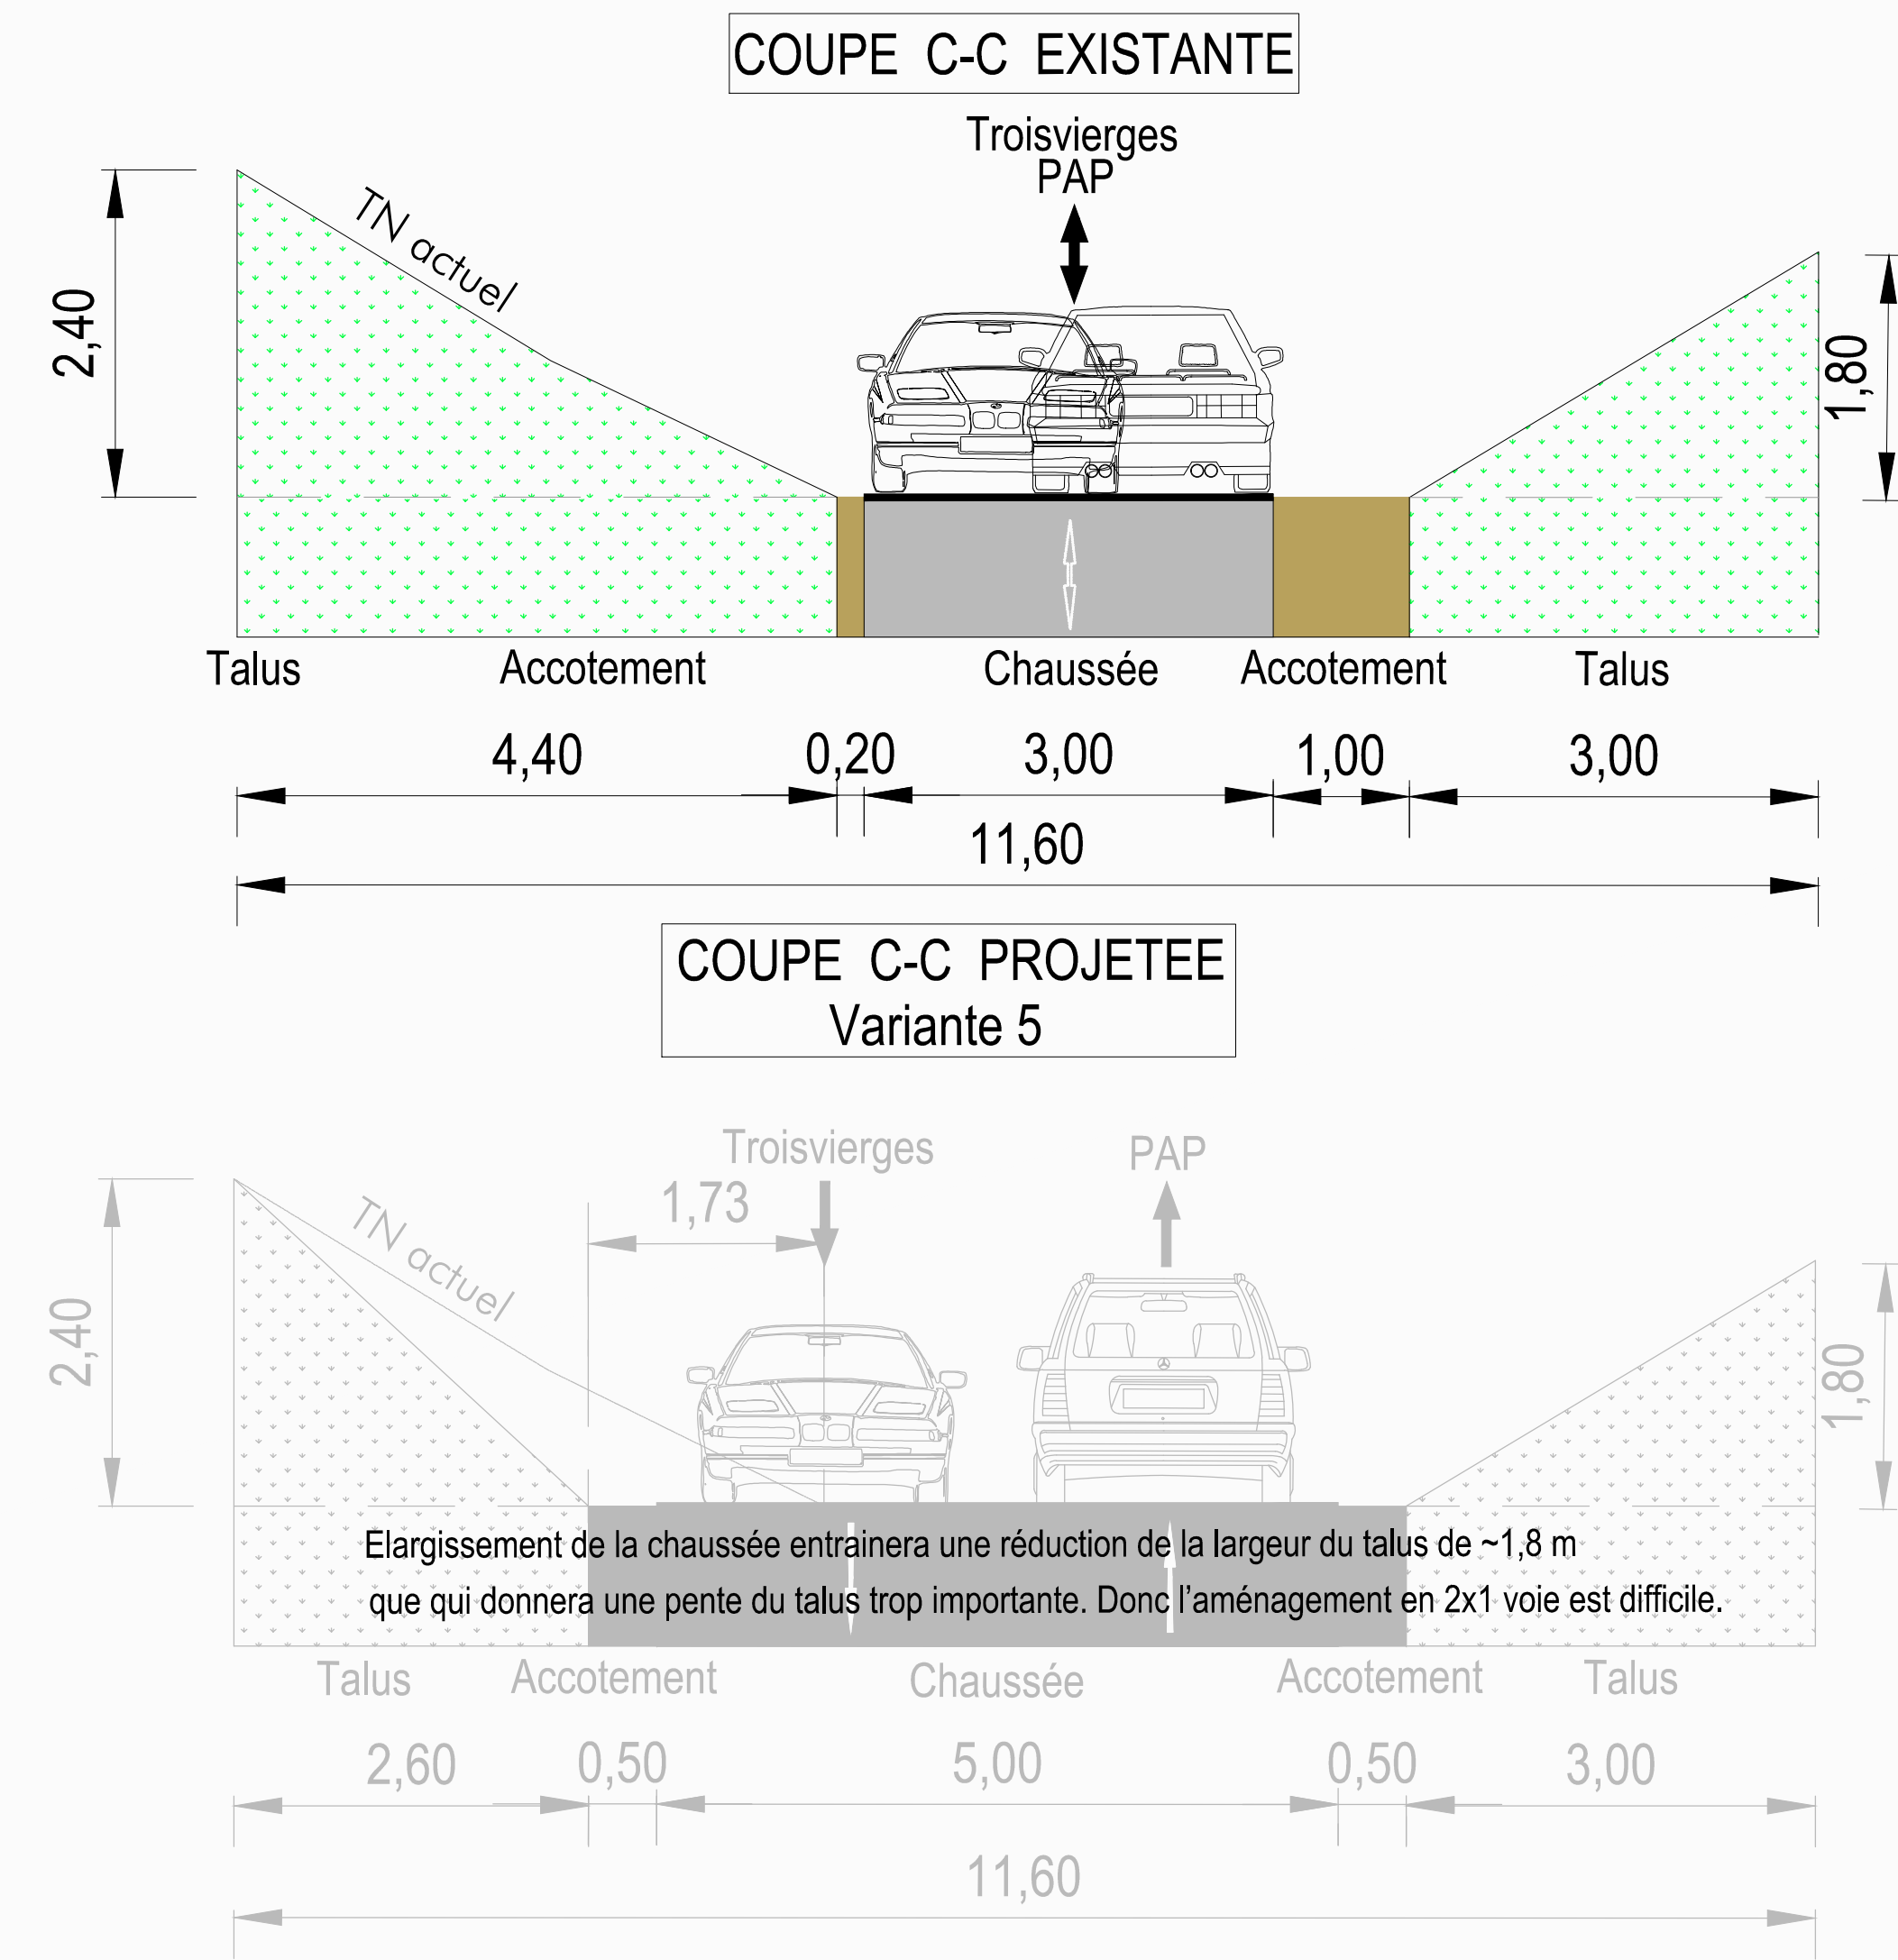 COUPE C-C EXISTANTE
Troisvierges
PAP
TN actuel
2,40
1,80
Talus Accotement Chaussée Accotement Talus
4,40 0,20 3,00 1,00 3,00
11,60
COUPE C-C PROJETEE
Variante 5
Troisvierges PAP
1,73
TN actuel
2,40
1,80
Elargissement de la chaussée entrainera une réduction de la largeur du talus de ~1,8 m
que qui donnera une pente du talus trop importante. Donc l'aménagement en 2x1 voie est difficile.
Talus Accotement Chaussée Accotement Talus
2,60 0,50 5,00 0,50 3,00
11,60